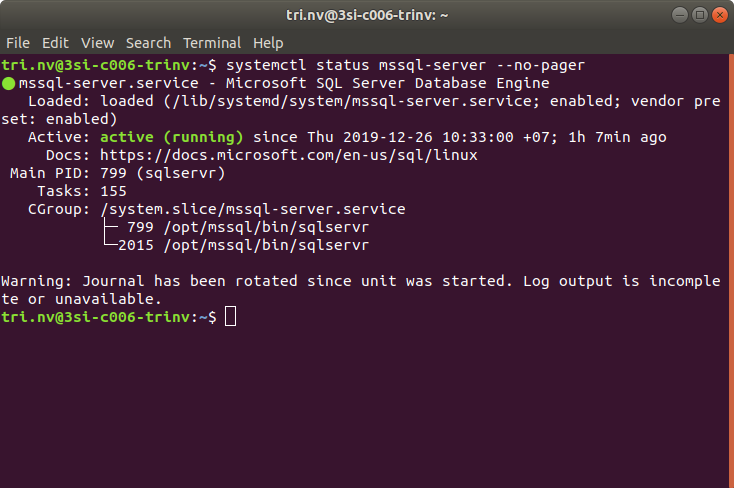 tri.nv@3si-c006-trinv: ~
File Edit View Search Terminal Help
tri.nv@3si-c006-trinv:~$ systemctl status mssql-server --no-pager
● mssql-server.service - Microsoft SQL Server Database Engine
Loaded: loaded (/lib/systemd/system/mssql-server.service; enabled; vendor pre
set: enabled)
Active: active (running) since Thu 2019-12-26 10:33:00 +07; 1h 7min ago
Docs: https://docs.microsoft.com/en-us/sql/linux
Main PID: 799 (sqlservr)
Tasks: 155
CGroup: /system.slice/mssql-server.service
├─ 799 /opt/mssql/bin/sqlservr
└─2015 /opt/mssql/bin/sqlservr
Warning: Journal has been rotated since unit was started. Log output is incomple
te or unavailable.
tri.nv@3si-c006-trinv:~$